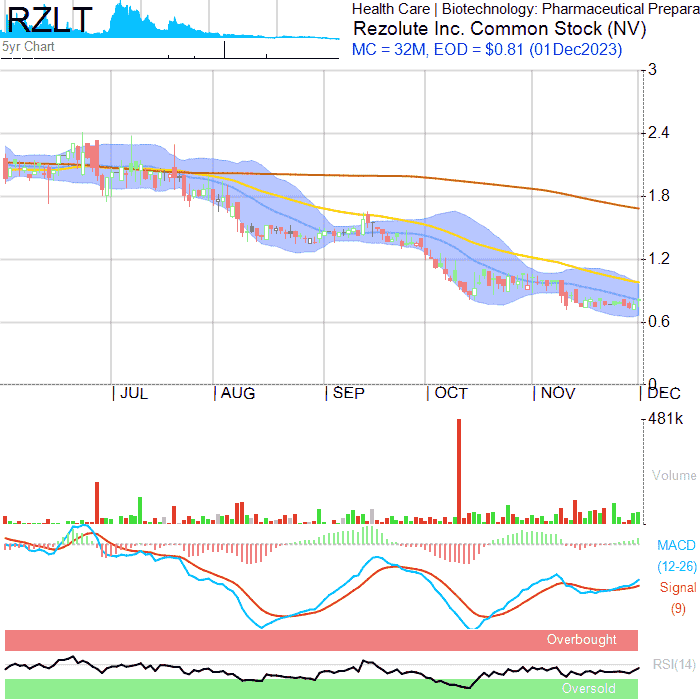 RZLT
5yr Chart
Health Care | Biotechnology: Pharmaceutical Prepara
Rezolute Inc. Common Stock (NV)
MC = 32M, EOD = $0.81 (01Dec2023)
3
2.4
1.8
1.2
0.6
0
JUL AUG SEP OCT NOV DEC
481k
Volume
MACD
(12-26)
Signal
(9)
Overbought
RSI(14)
Oversold